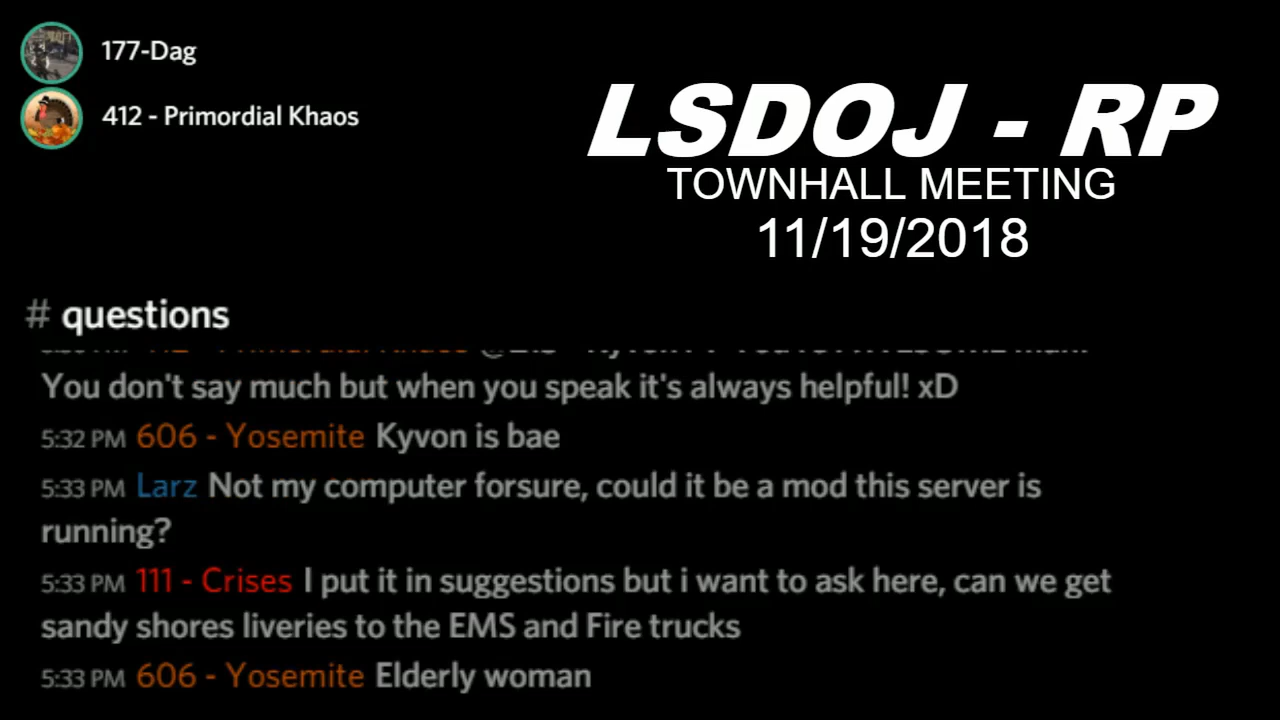 177-Dag
412 - Primordial Khaos
LSDOJ - RP
TOWNHALL MEETING
11/19/2018
# questions
You don't say much but when you speak it's always helpful! xD
5:32 PM 606 - Yosemite Kyvon is bae
5:33 PM Larz Not my computer forsure, could it be a mod this server is
running?
5:33 PM 111 - Crises I put it in suggestions but i want to ask here, can we get
sandy shores liveries to the EMS and Fire trucks
5:33 PM 606 - Yosemite Elderly woman